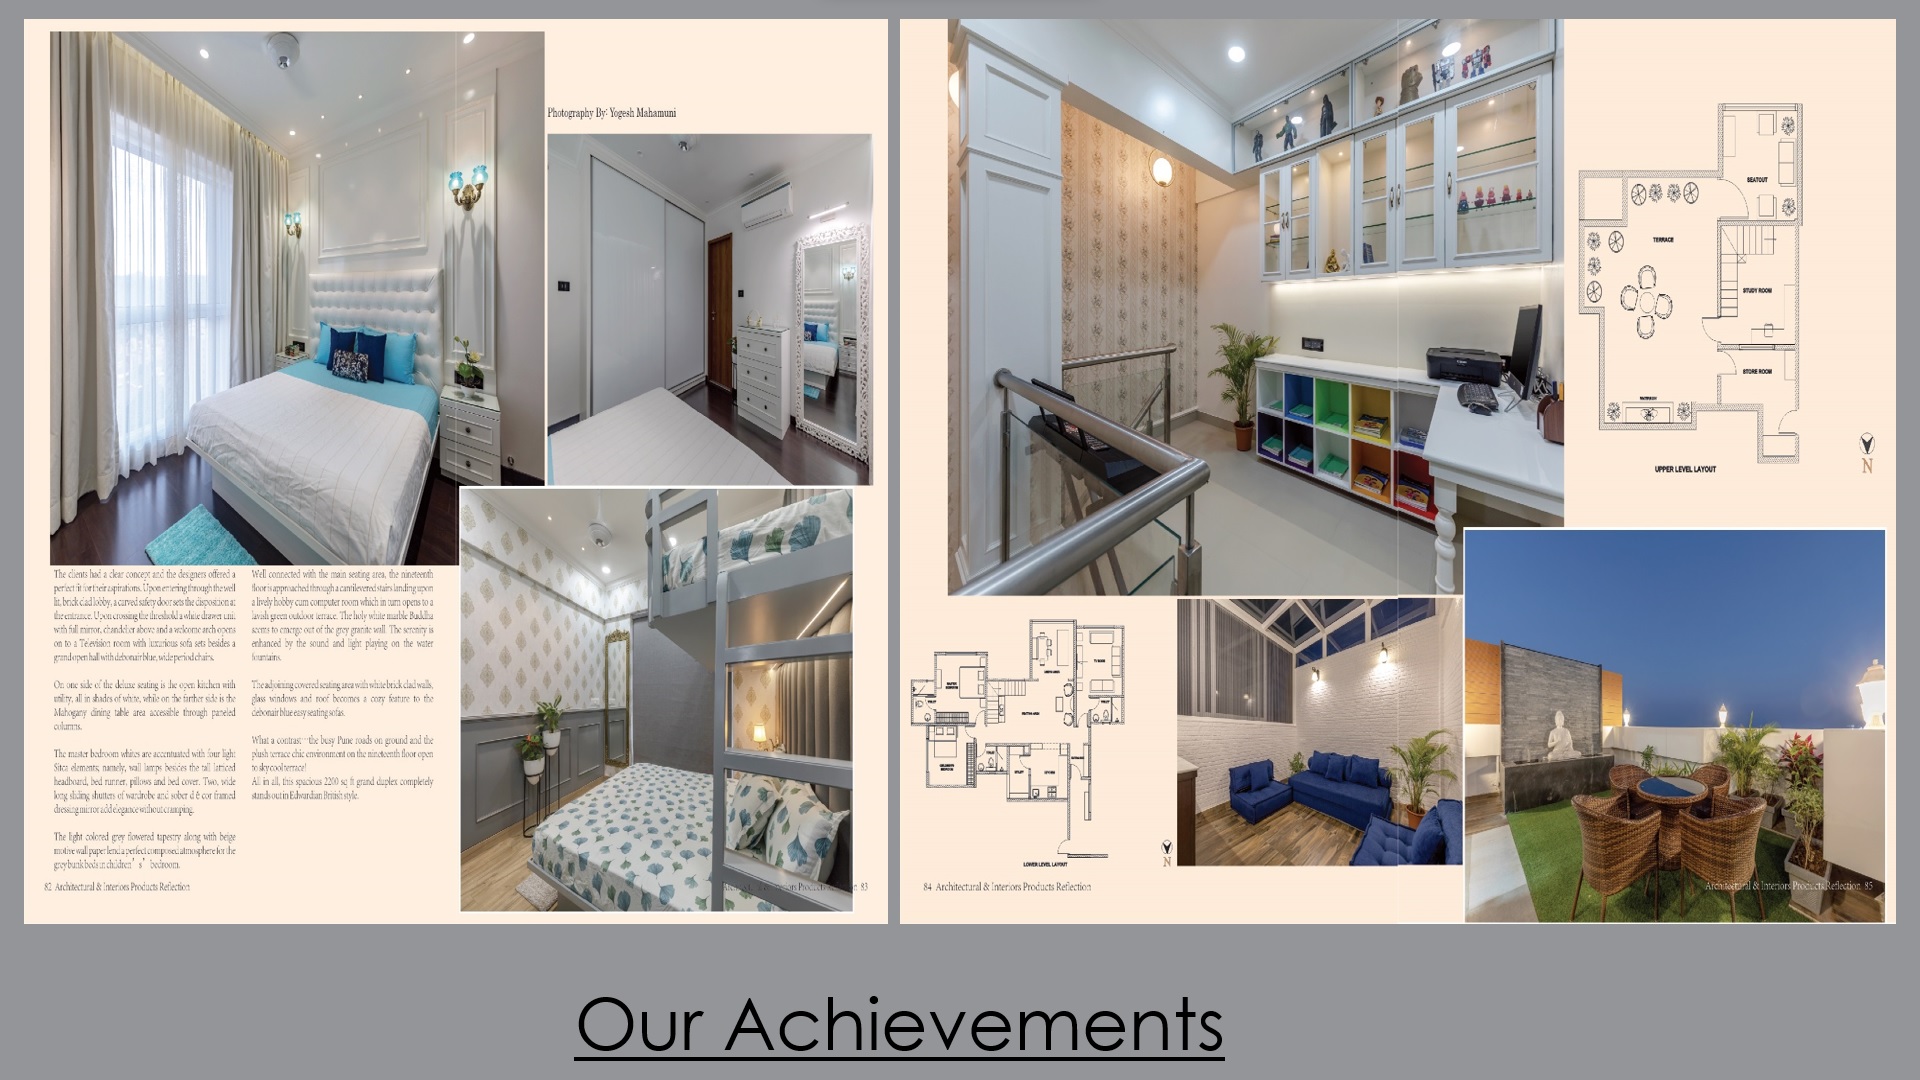 Photography By: Yogesh Mahamuni
The clients had a clear concept and the designers offered a
perfect fit for their aspirations. Upon entering through the well
lit, brick clad lobby, a carved safety door sets the disposition at
the entrance. Upon crossing the threshold a white drawer unit
with full mirror, chandelier above and a welcome arch opens
on to a Television room with luxurious sofa sets besides a
grand open hall with debonair blue, wide period chairs.
On one side of the deluxe seating is the open kitchen with
utility, all in shades of white, while on the farther side is the
Mahogany dining table area accessible through paneled
columns.
The master bedroom whites are accentuated with four light
Sitca elements; namely, wall lamps besides the tall latticed
headboard, bed runner, pillows and bed cover. Two, wide
long sliding shutters of wardrobe and sober d é cor framed
dressing mirror add elegance without cramping.
The light colored grey flowered tapestry along with beige
motive wall paper lend a perfect composed atmosphere for the
grey bunk beds in children's' bedroom.
Well connected with the main seating area, the nineteenth
floor is approached through a cantilevered stairs landing upon
a lively hobby cum computer room which in turn opens to a
lavish green outdoor terrace. The holy white marble Buddha
seems to emerge out of the grey granite wall. The serenity is
enhanced by the sound and light playing on the water
fountains.
The adjoining covered seating area with white brick clad walls,
glass windows and roof becomes a cozy feature to the
debonair blue easy seating sofas.
What a contrast—the busy Pune roads on ground and the
plush terrace chic environment on the nineteenth floor open
to sky cool terrace!
All in all, this spacious 2200 sq ft grand duplex completely
stands out in Edwardian British style.
82 Architectural & Interiors Products Reflection
83
SEATOUT
TERRACE
STUDY ROOM
STORE ROOM
UPPER LEVEL LAYOUT
N
LOWER LEVEL LAYOUT
N
84 Architectural & Interiors Products Reflection
Architectural & Interiors Products Reflection 85
Our Achievements